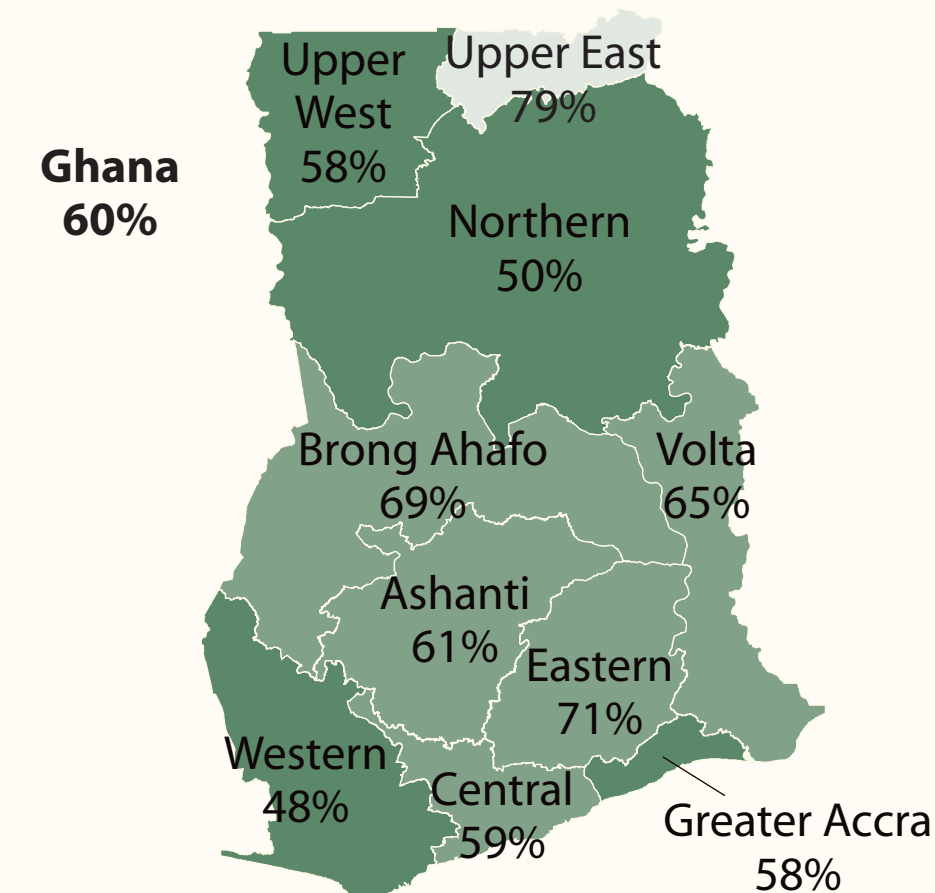 Upper
West
58%
Upper East
79%
Ghana
60%
Northern
50%
Brong Ahafo
69%
Volta
65%
Ashanti
61%
Eastern
71%
Western
48%
Central
59%
Greater Accra
58%